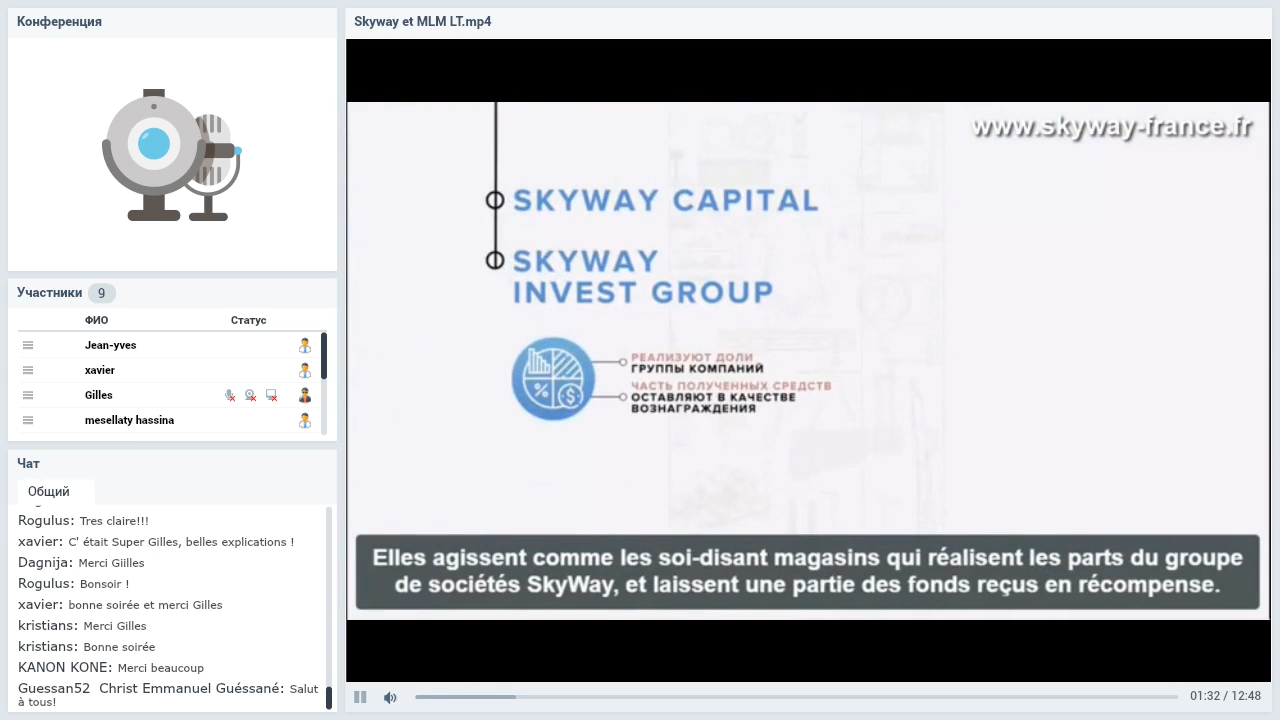 Конференция
Участники 9
ФИО Статус
Jean-yves
xavier
Gilles
mesellaty hassina
Чат
Общий
Rogulus: Tres claire!!!
xavier: C' était Super Gilles, belles explications !
Dagnija: Merci Giilles
Rogulus: Bonsoir !
xavier: bonne soirée et merci Gilles
kristians: Merci Gilles
kristians: Bonne soirée
KANON KONE: Merci beaucoup
Guessan52 Christ Emmanuel Guéssané: Salut
à tous!
Skyway et MLM LT.mp4
www.skyway-france.fr
SKYWAY CAPITAL
SKYWAY
INVEST GROUP
РЕАЛИЗУЮТ ДОЛИ
ГРУППЫ КОМПАНИЙ
ЧАСТЬ ПОЛУЧЕННЫХ СРЕДСТВ
ОСТАВЛЯЮТ В КАЧЕСТВЕ
ВОЗНАГРАЖДЕНИЯ
Elles agissent comme les soi-disant magasins qui réalisent les parts du groupe
de sociétés SkyWay, et laissent une partie des fonds reçus en récompense.
01:32 / 12:48